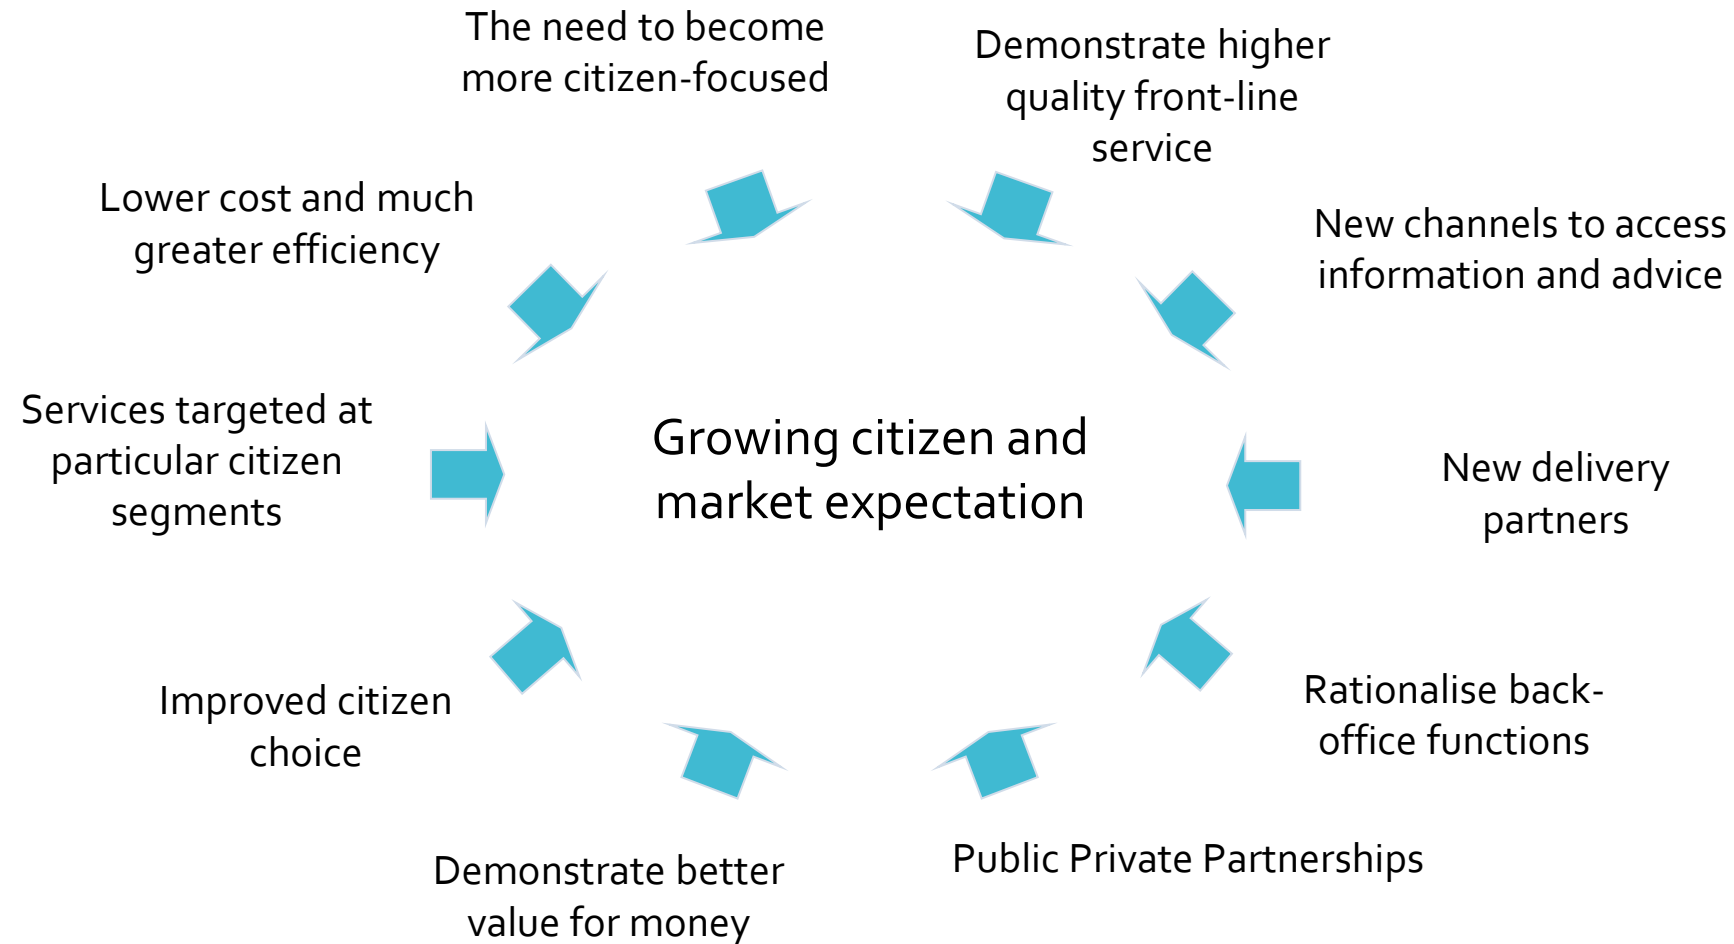 The need to become
more citizen-focused
Demonstrate higher
quality front-line
service
Lower cost and much
greater efficiency
New channels to access
information and advice
Services targeted at
particular citizen
segments
Growing citizen and
market expectation
New delivery
partners
Improved citizen
choice
Rationalise back-
office functions
Demonstrate better
value for money
Public Private Partnerships